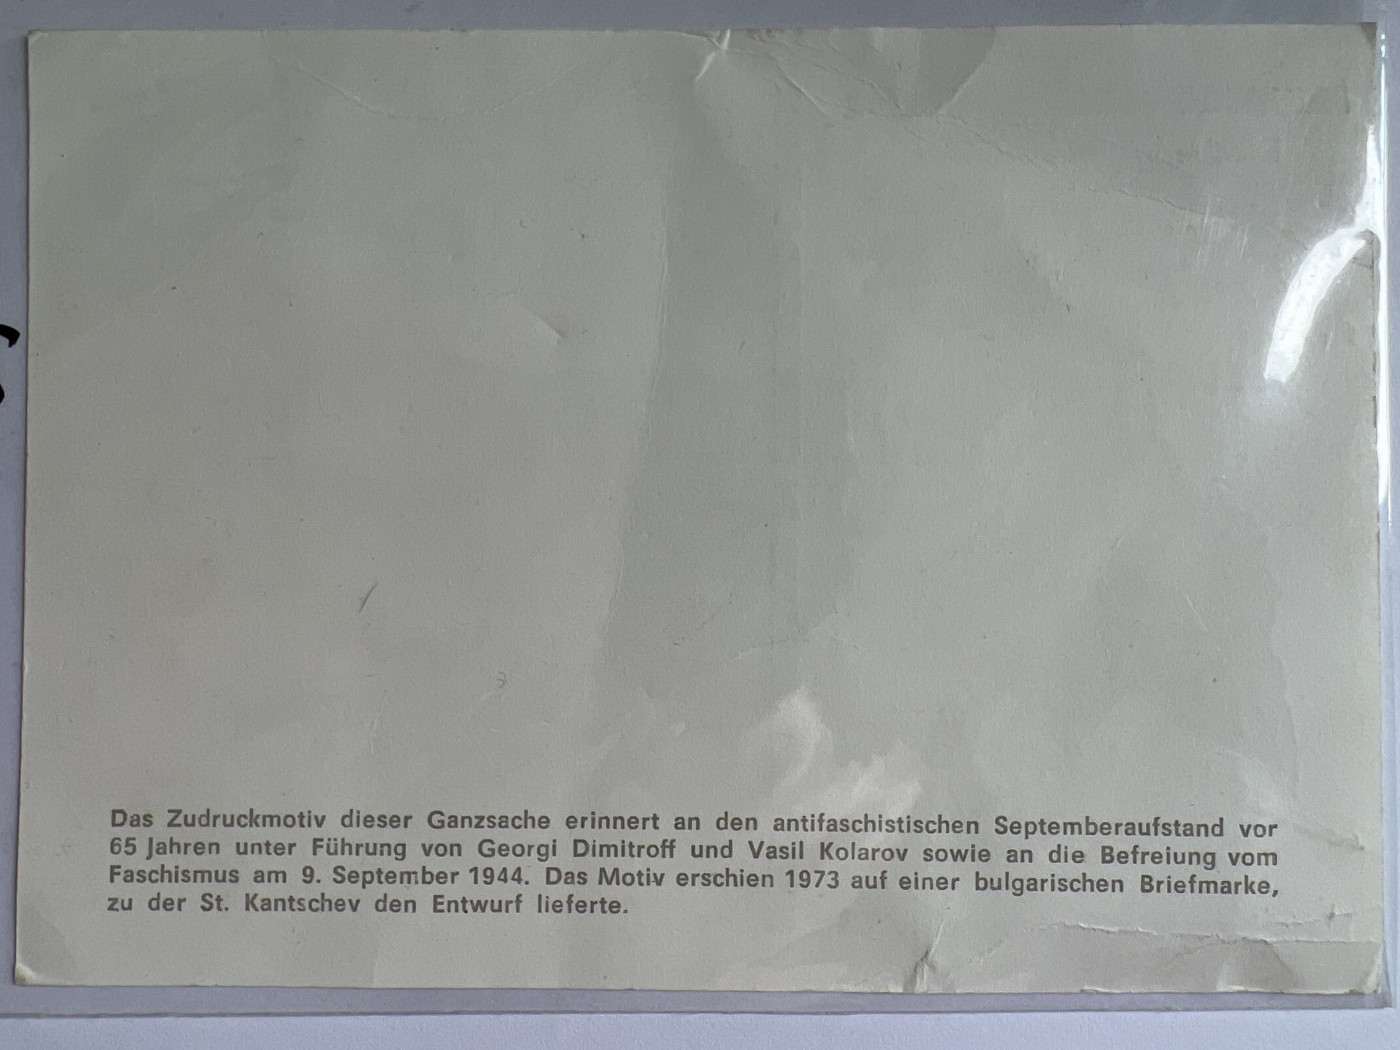 Das Zudruckmotiv dieser Ganzsache erinnert an den antifaschistischen Septemberaufstand vor
65 Jahren unter Führung von Georgi Dimitroff und Vasil Kolarov sowie an die Befreiung vom
Faschismus am 9. September 1944. Das Motiv erschien 1973 auf einer bulgarischen Briefmarke,
zu der St. Kantschev den Entwurf lieferte.